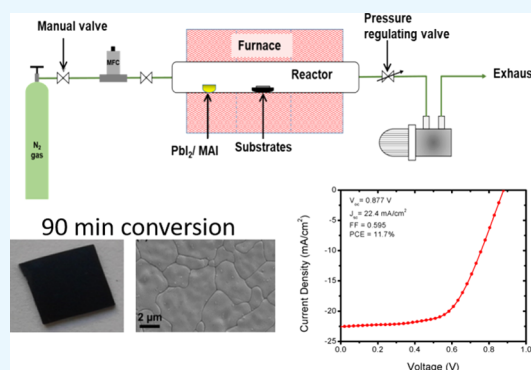 Manual valve
Pressure
regulating valve
Furnace
MFC
Reactor
Exhaust
N₂
gas
PbI₂/ MAI
Substrates
90 min conversion
2 µm
V_oc = 0.877 V
J_sc = 22.4 mA/cm²
FF = 0.595
PCE = 11.7%
Current Density (mA/cm²)
0
-5
-10
-15
-20
-25
0.0 0.2 0.4 0.6 0.8 1.0
Voltage (V)